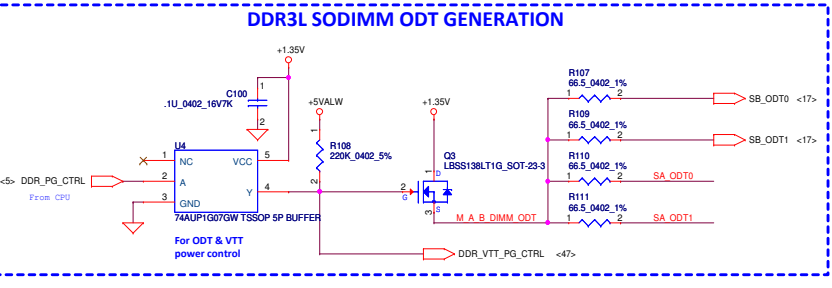 DDR3L SODIMM ODT GENERATION
+1.35V
C100
.1U_0402_16V7K
1
2
+5VALW
+1.35V
R107
66.5_0402_1%
1 2
SB_ODT0 <17>
R109
66.5_0402_1%
1 2
SB_ODT1 <17>
R108
220K_0402_5%
1
2
Q3
LBSS138LT1G_SOT-23-3
1
D
2
G
3
S
R110
66.5_0402_1%
1 2
SA_ODT0
R111
66.5_0402_1%
1 2
SA_ODT1
U4
1 NC VCC 5
<5> DDR_PG_CTRL 2 A
From CPU
Y 4
3 GND
74AUP1G07GW TSSOP 5P BUFFER
M_A_B_DIMM_ODT
For ODT & VTT
power control
DDR_VTT_PG_CTRL <47>